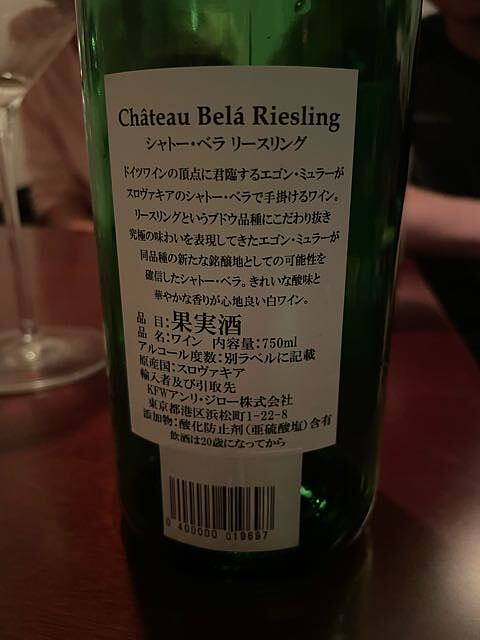 Château Belá Riesling
シャトー・ベラ リースリング
ドイツワインの頂点に君臨するエゴン・ミュラーが
スロヴァキアのシャトー・ベラで手掛けるワイン。
リースリングというブドウ品種にこだわり抜き
究極の味わいを表現してきたエゴン・ミュラーが
同品種の新たな銘醸地としての可能性を
確信したシャトー・ベラ。きれいな酸味と
華やかな香りが心地良い白ワイン。
品 目:果実酒
品 名:ワイン 内容量:750ml
アルコール度数:別ラベルに記載
原産国:スロヴァキア
輸入者及び引取先
KFWアンリ・ジロー株式会社
東京都港区浜松町1-22-8
添加物:酸化防止剤(亜硫酸塩)含有
飲酒は20歳になってから
0 400000 019687